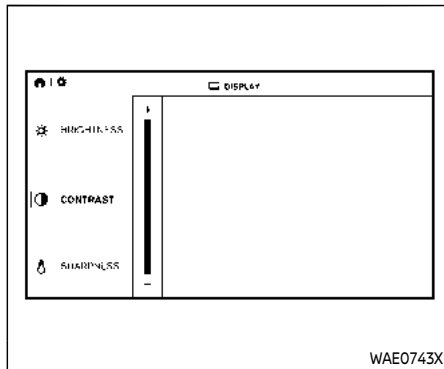 DISPLAY
BRIGHTNESS
CONTRAST
SHARPNESS
WAE0743X